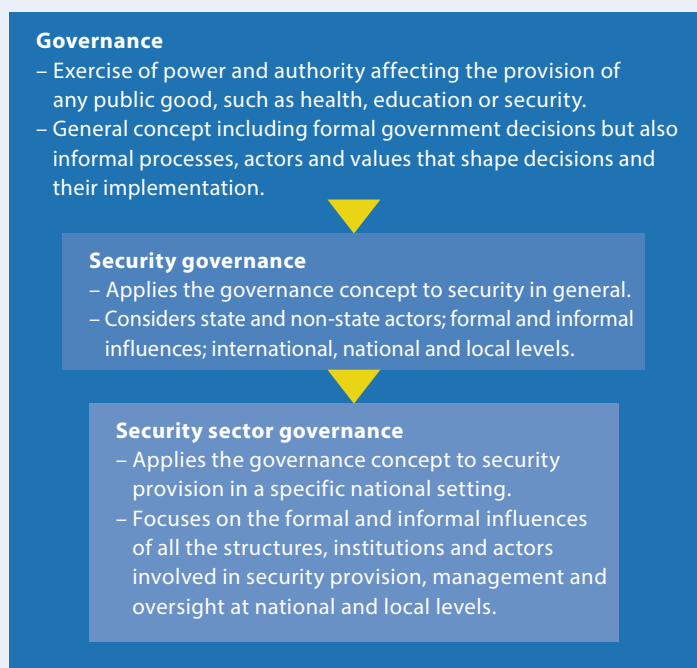 Governance
– Exercise of power and authority affecting the provision of
any public good, such as health, education or security.
– General concept including formal government decisions but also
informal processes, actors and values that shape decisions and
their implementation.
Security governance
– Applies the governance concept to security in general.
– Considers state and non-state actors; formal and informal
influences; international, national and local levels.
Security sector governance
– Applies the governance concept to security
provision in a specific national setting.
– Focuses on the formal and informal influences
of all the structures, institutions and actors
involved in security provision, management and
oversight at national and local levels.